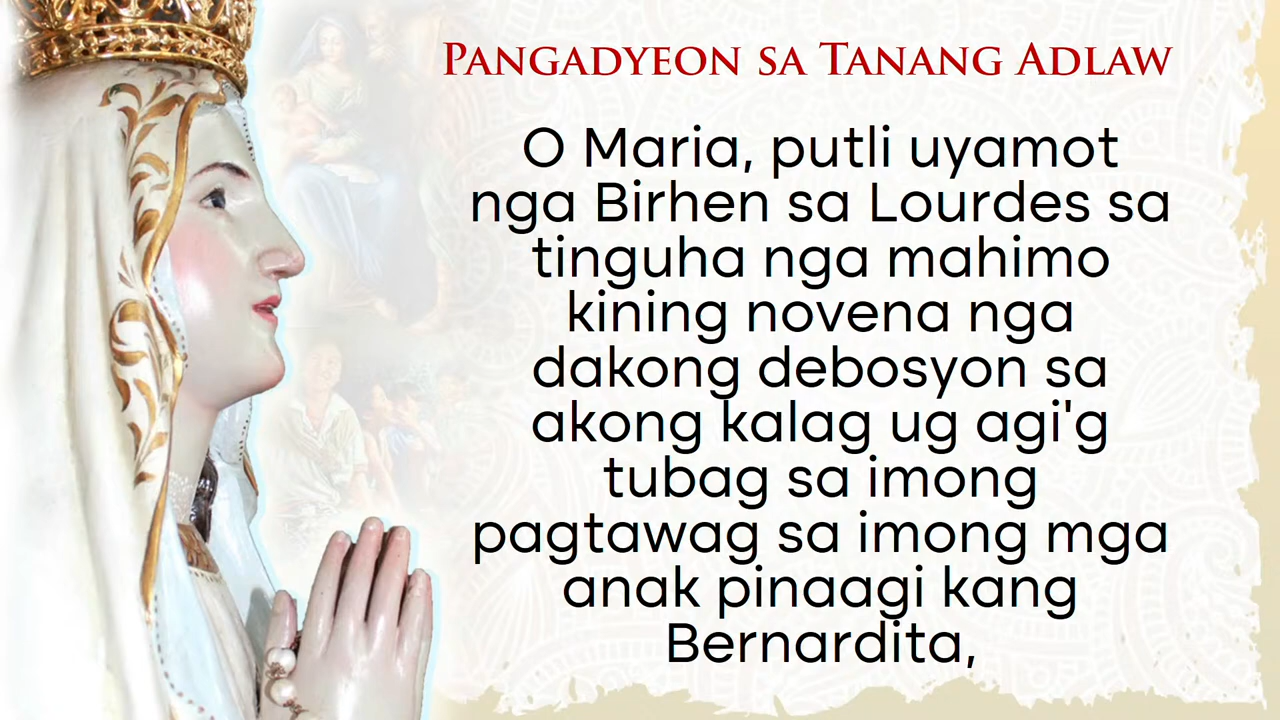 Pangadyeon sa Tanang Adlaw
O Maria, putli uyamot
nga Birhen sa Lourdes sa
tinguha nga mahimo
kining novena nga
dakong debosyon sa
akong kalag ug agi'g
tubag sa imong
pagtawag sa imong mga
anak pinaagi kang
Bernardita,